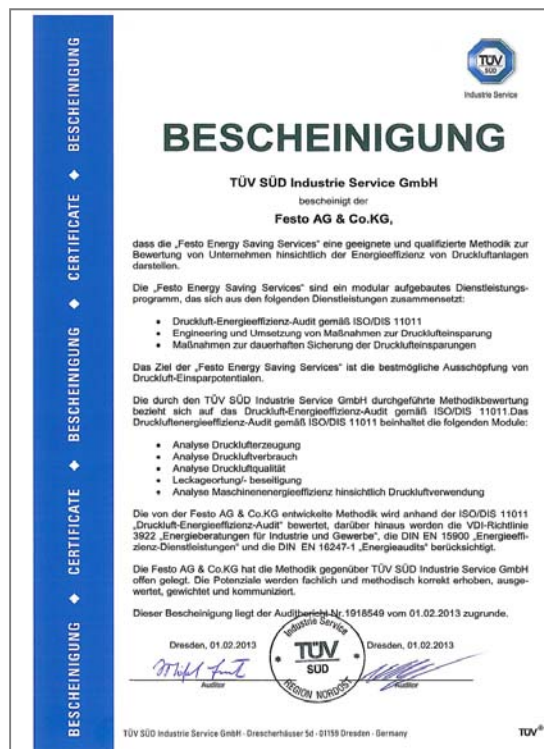 BESCHEINIGUNG ◆ CERTIFICATE ◆ BESCHEINIGUNG ◆ CERTIFICATE ◆ BESCHEINIGUNG
TÜV
SÜD
Industrie Service
BESCHEINIGUNG
TÜV SÜD Industrie Service GmbH
bescheinigt der
Festo AG & Co.KG,
dass die „Festo Energy Saving Services“ eine geeignete und qualifizierte Methodik zur
Bewertung von Unternehmen hinsichtlich der Energieeffizienz von Druckluftanlagen
darstellen.
Die „Festo Energy Saving Services“ sind ein modular aufgebautes Dienstleistungs-
programm, das sich aus den folgenden Dienstleistungen zusammensetzt:
• Druckluft-Energieeffizienz-Audit gemäß ISO/DIS 11011
• Engineering und Umsetzung von Maßnahmen zur Drucklufteinsparung
• Maßnahmen zur dauerhaften Sicherung der Drucklufteinsparungen
Das Ziel der „Festo Energy Saving Services“ ist die bestmögliche Ausschöpfung von
Druckluft-Einsparpotentialen.
Die durch den TÜV SÜD Industrie Service GmbH durchgeführte Methodikbewertung
bezieht sich auf das Druckluft-Energieeffizienz-Audit gemäß ISO/DIS 11011.Das
Druckluftenergieeffizienz-Audit gemäß ISO/DIS 11011 beinhaltet die folgenden Module:
• Analyse Drucklufterzeugung
• Analyse Druckluftverbrauch
• Analyse Druckluftqualität
• Leckageortung/- beseitigung
• Analyse Maschinenenergieeffizienz hinsichtlich Druckluftverwendung
Die von der Festo AG & Co.KG entwickelte Methodik wird anhand der ISO/DIS 11011
„Druckluft-Energieeffizienz-Audit“ bewertet, darüber hinaus werden die VDI-Richtlinie
3922 „Energieberatungen für Industrie und Gewerbe“, die DIN EN 15900 „Energieeffi-
zienz-Dienstleistungen“ und die DIN EN 16247-1 „Energieaudits“ berücksichtigt.
Die Festo AG & Co.KG hat die Methodik gegenüber TÜV SÜD Industrie Service GmbH
offen gelegt. Die Potenziale werden fachlich und methodisch korrekt erhoben, ausge-
wertet, gewichtet und kommuniziert.
Dieser Bescheinigung liegt der Auditbericht Nr.1918549 vom 01.02.2013 zugrunde.
Industrie Service
TÜV
SÜD
REGION NORDOST
Dresden, 01.02.2013
Dresden, 01.02.2013
Auditor
Auditor
TÜV SÜD Industrie Service GmbH - Drescherhäuser 5d - 01159 Dresden - Germany
TÜV®